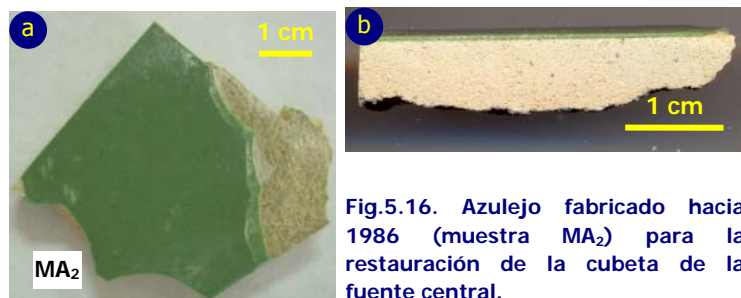 a
1 cm
MA₂
b
1 cm
Fig.5.16. Azulejo fabricado hacia
1986 (muestra MA₂) para la
restauración de la cubeta de la
fuente central.